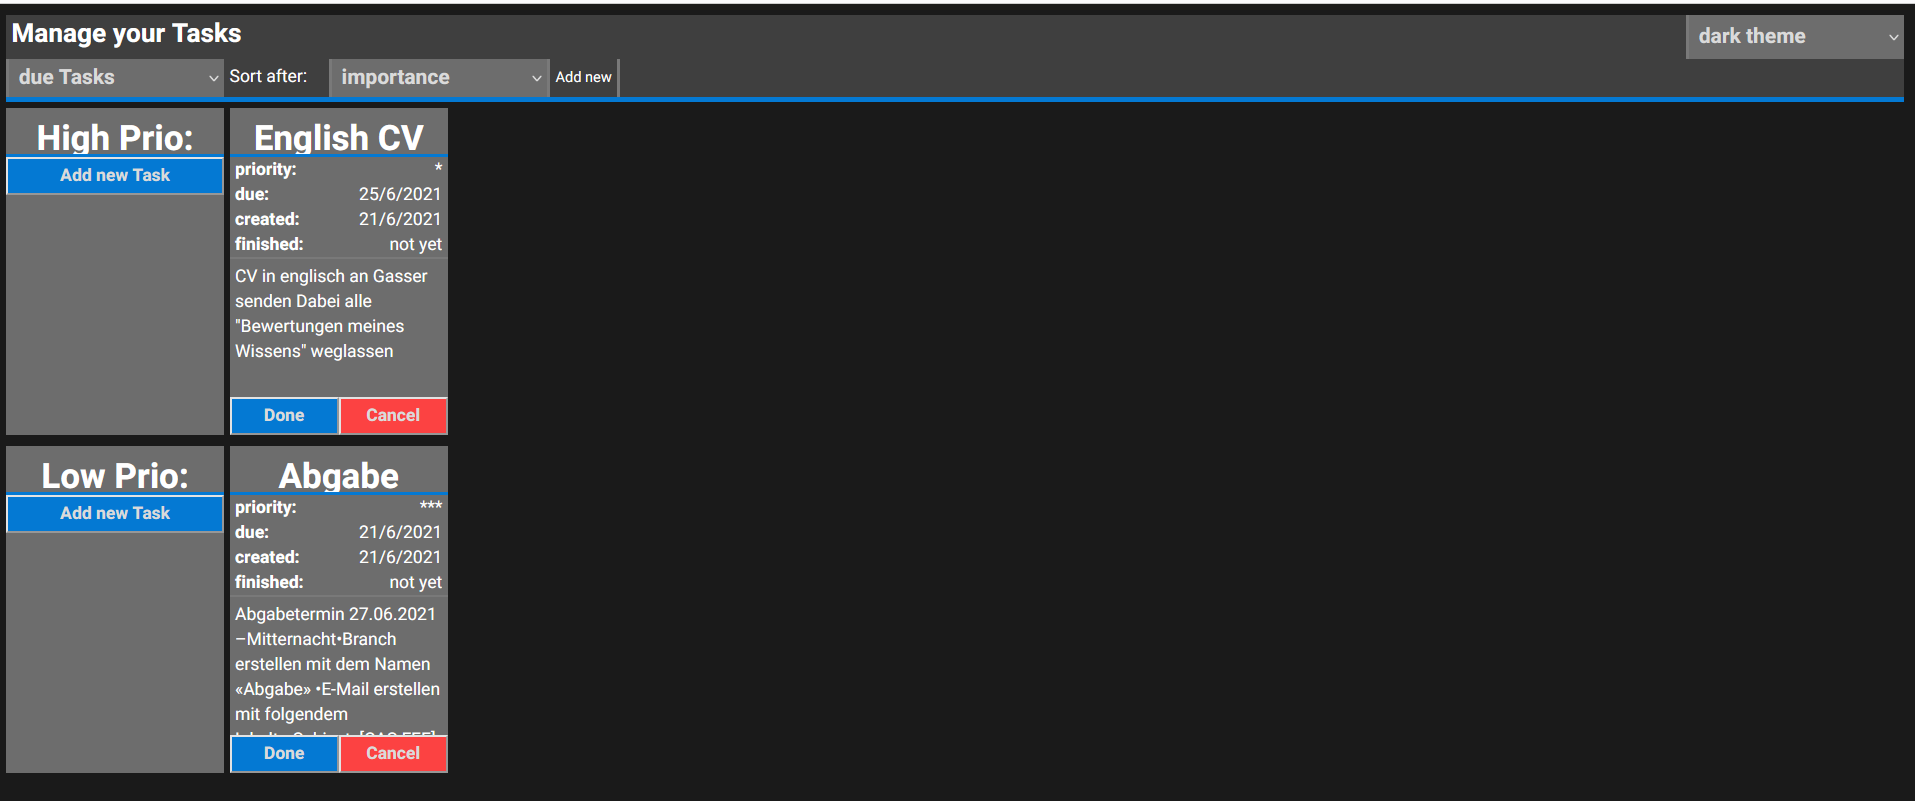 Manage your Tasks
dark theme
due Tasks Sort after: importance Add new
High Prio:
Add new Task
English CV
priority: *
due: 25/6/2021
created: 21/6/2021
finished: not yet
CV in englisch an Gasser
senden Dabei alle
"Bewertungen meines
Wissens" weglassen
Done Cancel
Low Prio:
Add new Task
Abgabe
priority: ***
due: 21/6/2021
created: 21/6/2021
finished: not yet
Abgabetermin 27.06.2021
–Mitternacht•Branch
erstellen mit dem Namen
«Abgabe» •E-Mail erstellen
mit folgendem
Done Cancel